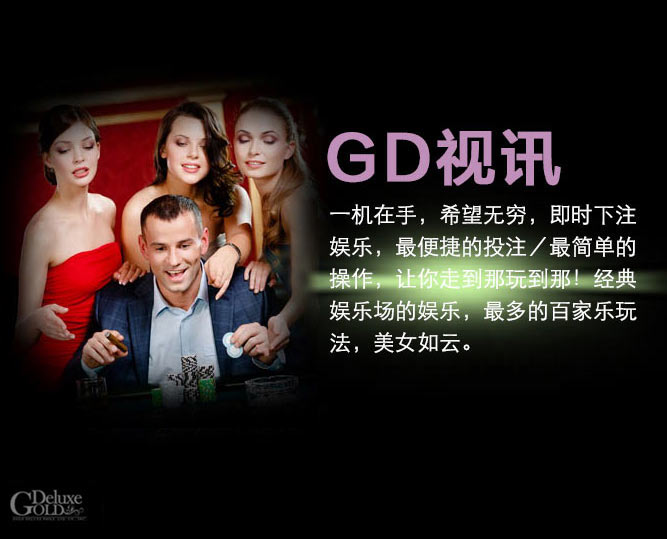 GD视讯
一机在手，希望无穷，即时下注
娱乐，最便捷的投注／最简单的
操作，让你走到那玩到那！经典
娱乐场的娱乐，最多的百家乐玩
法，美女如云。
Gold Deluxe